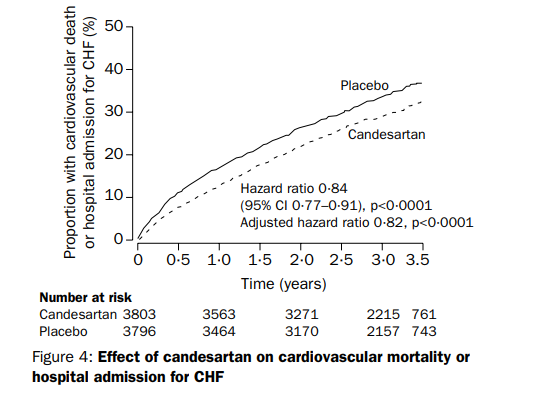 Proportion with cardiovascular death
or hospital admission for CHF (%)
50
40
30
20
10
0
Placebo
Candesartan
Hazard ratio 0·84
(95% CI 0·77–0·91), p<0·0001
Adjusted hazard ratio 0·82, p<0·0001
0 0·5 1·0 1·5 2·0 2·5 3·0 3.5
Time (years)
Number at risk
Candesartan 3803 3563 3271 2215 761
Placebo 3796 3464 3170 2157 743
Figure 4: Effect of candesartan on cardiovascular mortality or
hospital admission for CHF